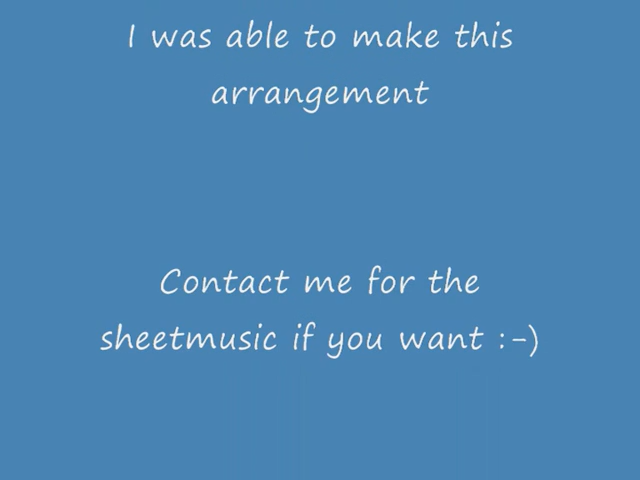 I was able to make this
arrangement
Contact me for the
sheetmusic if you want :-)